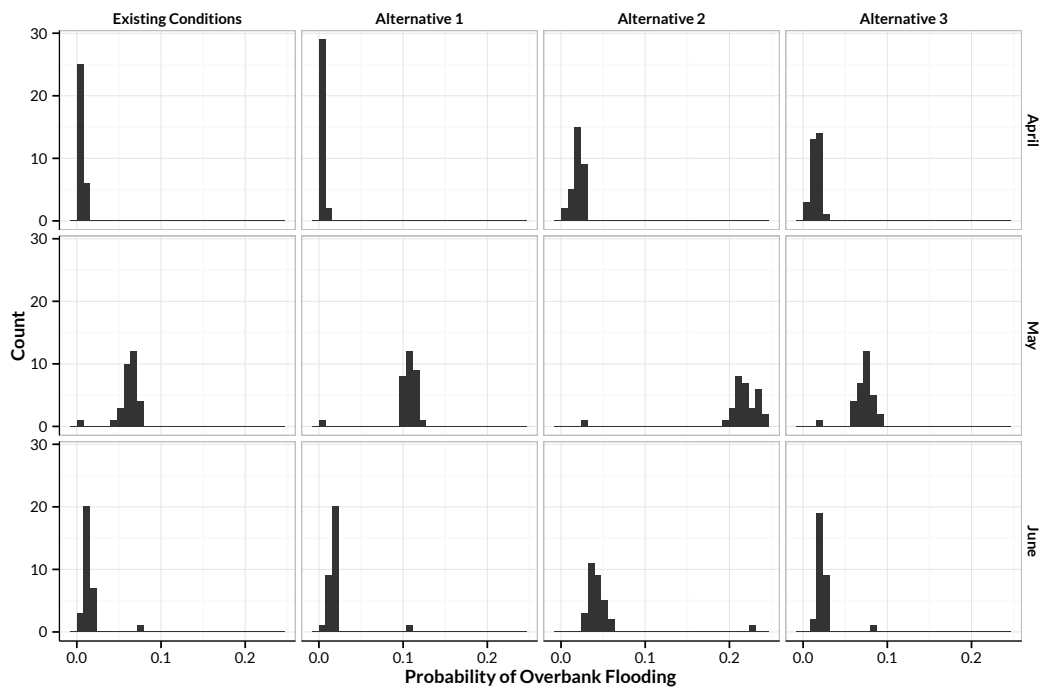 Existing Conditions Alternative 1 Alternative 2 Alternative 3
30
20
10
0
April
30
20
10
0
May
30
20
10
0
June
Count
0.0 0.1 0.2 0.0 0.1 0.2 0.0 0.1 0.2 0.0 0.1 0.2
Probability of Overbank Flooding